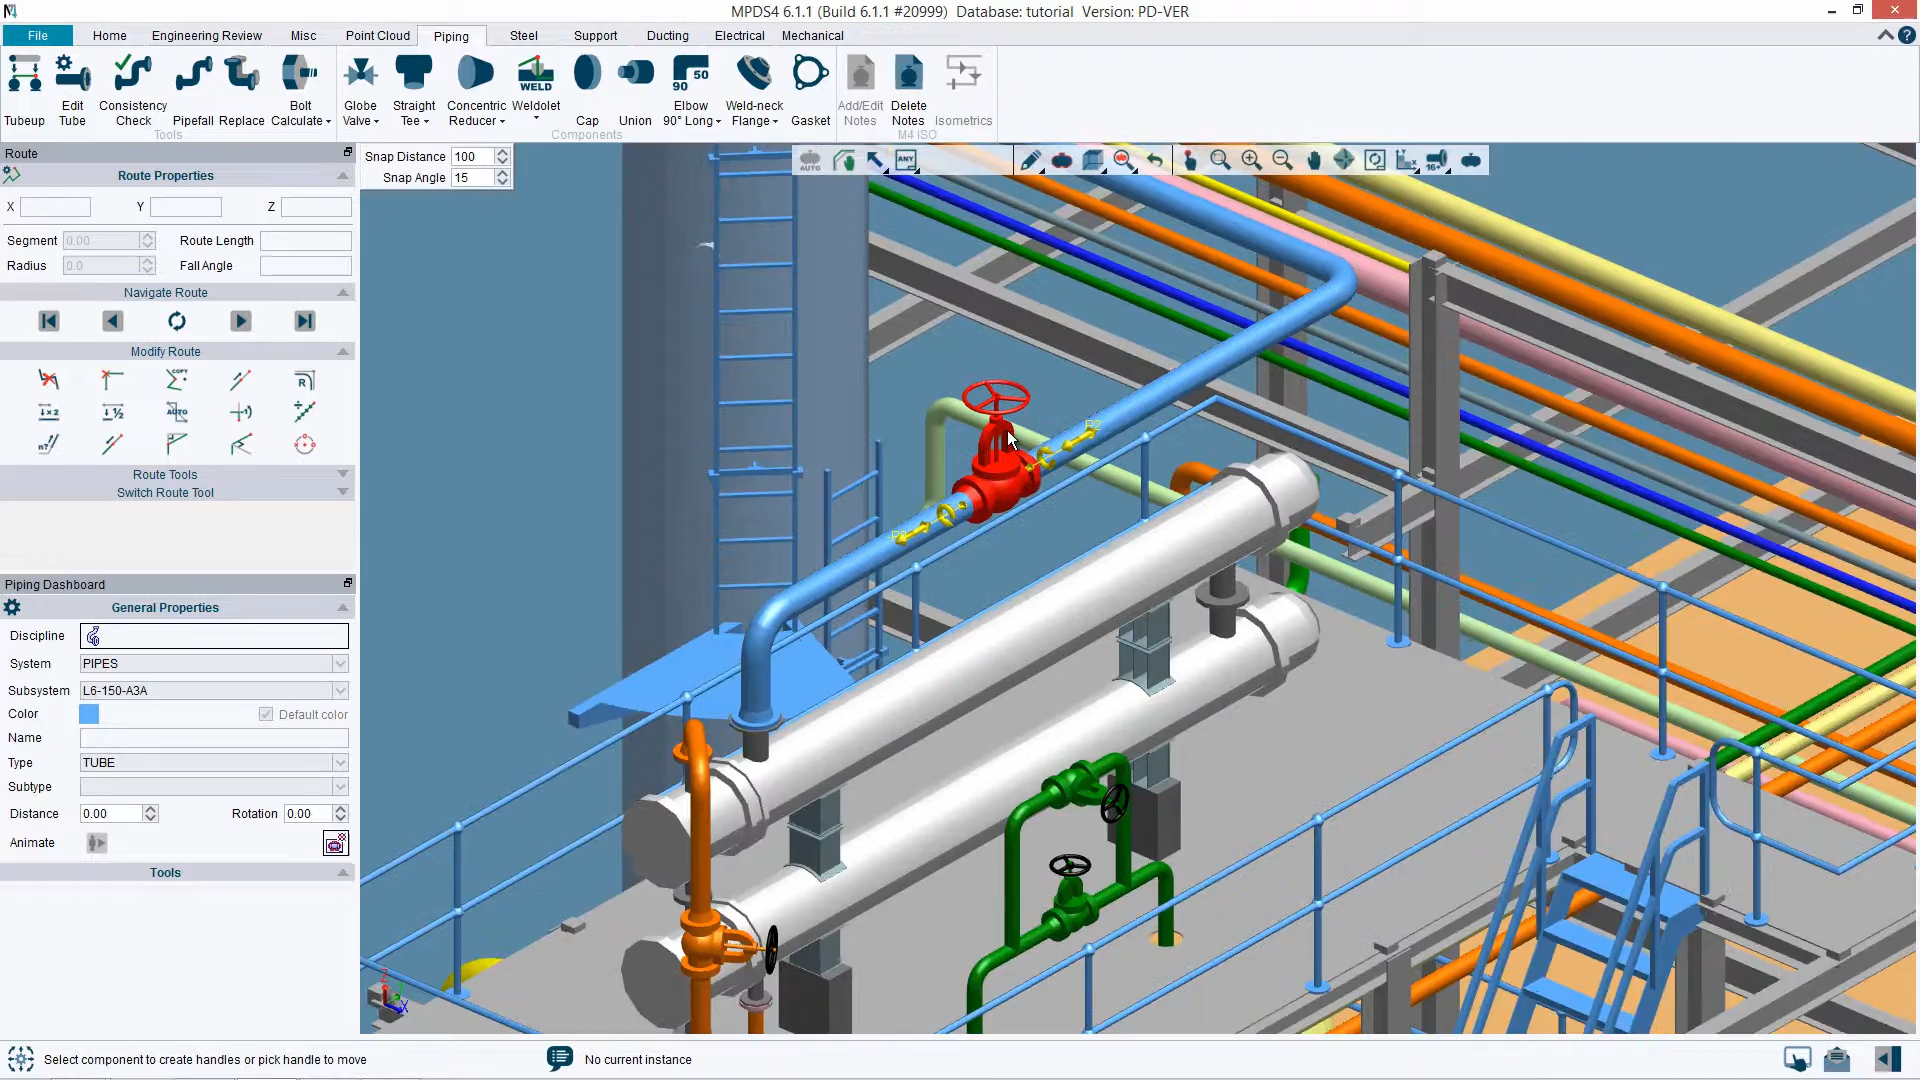 MPDS4 6.1.1 (Build 6.1.1 #20999)  Database: tutorial  Version: PD-VER
File Home Engineering Review Misc Point Cloud Piping Steel Support Ducting Electrical Mechanical
Tubeup
Edit Tube
Consistency Check
Pipefall
Replace
Bolt Calculate
Tools
Globe Valve
Straight Tee
Concentric Reducer
WELD
Weldolet
Cap
Union
50
90
Elbow 90° Long
Weld-neck Flange
Gasket
Components
Add/Edit Notes
Delete Notes
Isometrics
M4 ISO
Route
Route Properties
X Y Z
Segment 0.00 Route Length
Radius 0.0 Fall Angle
Navigate Route
Modify Route
COPY
R
AUTO
Route Tools
Switch Route Tool
Piping Dashboard
General Properties
Discipline
System PIPES
Subsystem L6-150-A3A
Color Default color
Name
Type TUBE
Subtype
Distance 0.00 Rotation 0.00
Animate
Tools
Snap Distance 100
Snap Angle 15
AUTO
ANY
16+
P2
Z
X
Select component to create handles or pick handle to move
No current instance